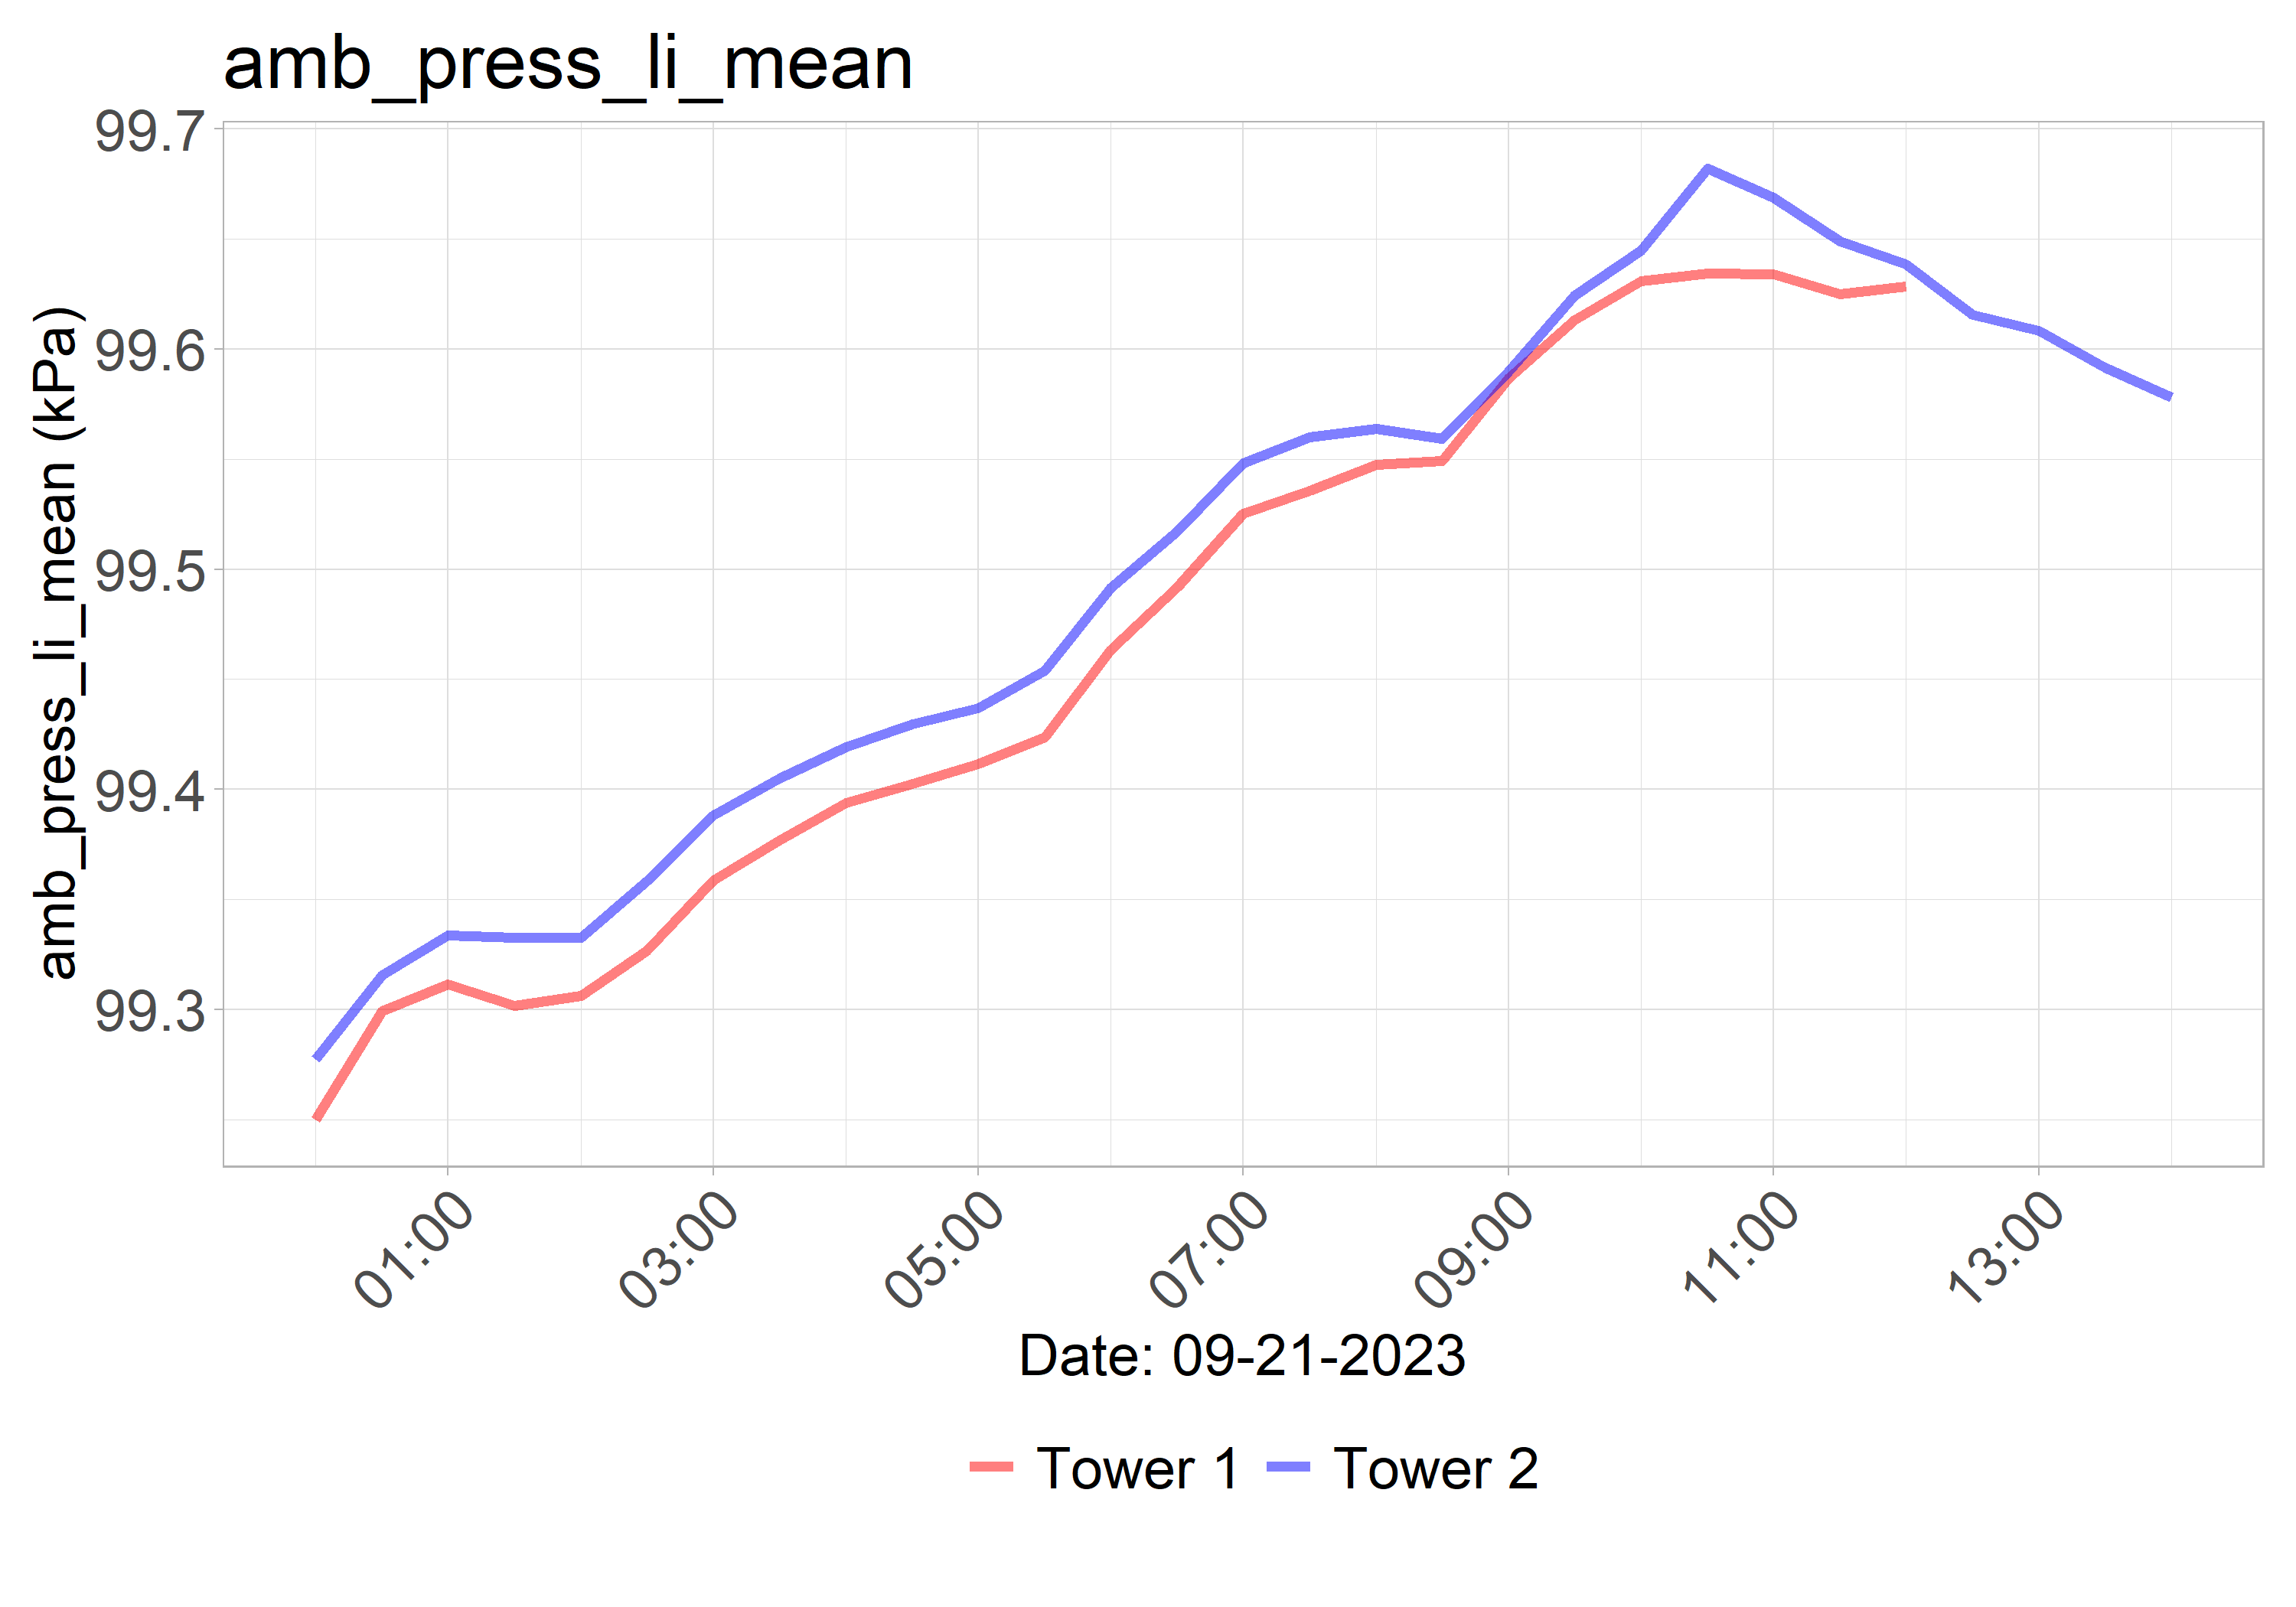 amb_press_li_mean
amb_press_li_mean (kPa)
99.7
99.6
99.5
99.4
99.3
01:00 03:00 05:00 07:00 09:00 11:00 13:00
Date: 09-21-2023
Tower 1 Tower 2